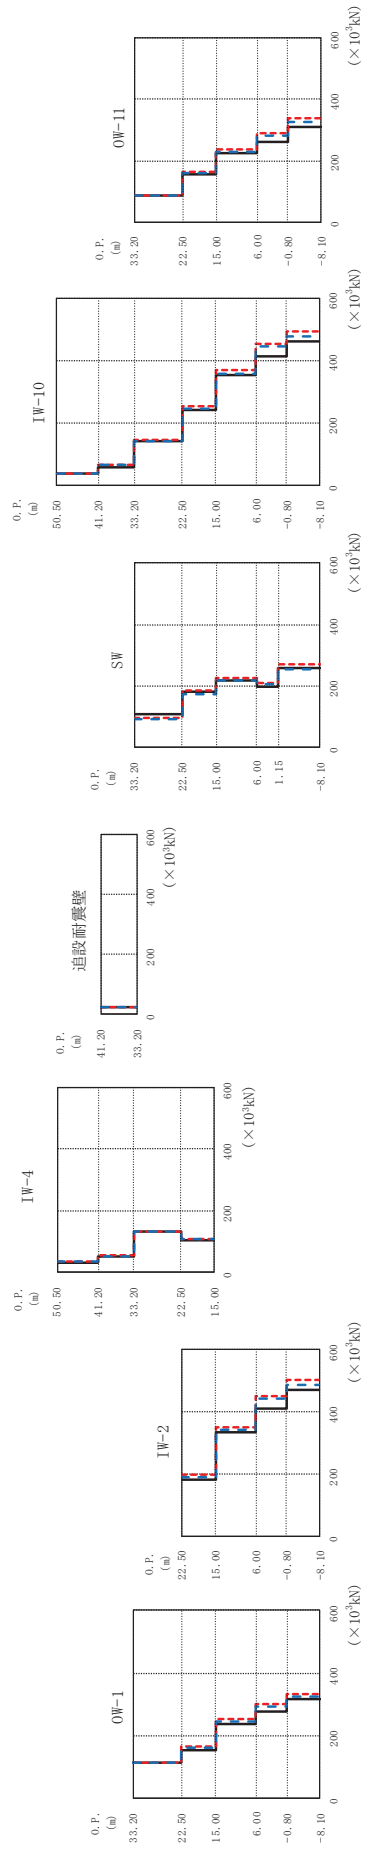 OW-1
O.P.
(m)
33.20
22.50
15.00
6.00
-0.80
-8.10
0 200 400 600
(×10³kN)
IW-2
O.P.
(m)
22.50
15.00
6.00
-0.80
-8.10
0 200 400 600
(×10³kN)
IW-4
O.P.
(m)
50.50
41.20
33.20
22.50
15.00
0 200 400 600
(×10³kN)
追設耐震壁
O.P.
(m)
41.20
33.20
0 200 400 600
(×10³kN)
SW
O.P.
(m)
33.20
22.50
15.00
6.00
1.15
-8.10
0 200 400 600
(×10³kN)
IW-10
O.P.
(m)
50.50
41.20
33.20
22.50
15.00
6.00
-0.80
-8.10
0 200 400 600
(×10³kN)
OW-11
O.P.
(m)
33.20
22.50
15.00
6.00
-0.80
-8.10
0 200 400 600
(×10³kN)